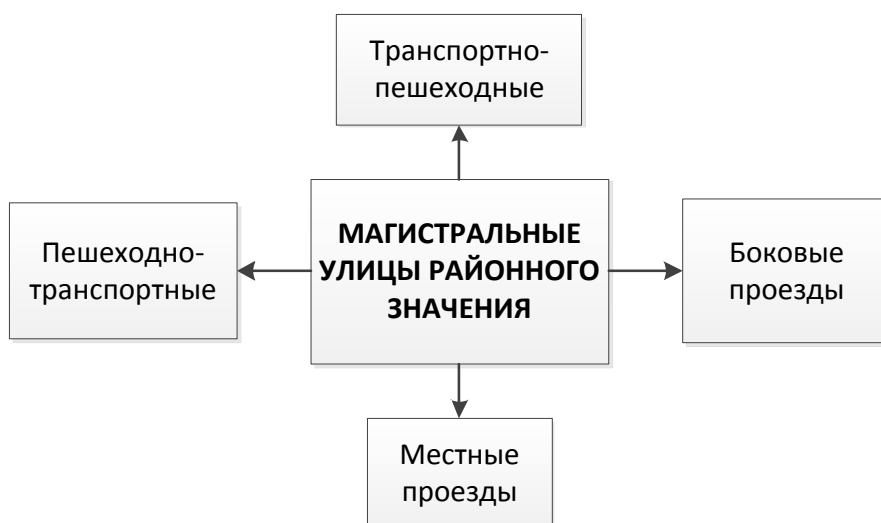 Транспортно-
пешеходные
Пешеходно-
транспортные
МАГИСТРАЛЬНЫЕ
УЛИЦЫ РАЙОННОГО
ЗНАЧЕНИЯ
Боковые
проезды
Местные
проезды